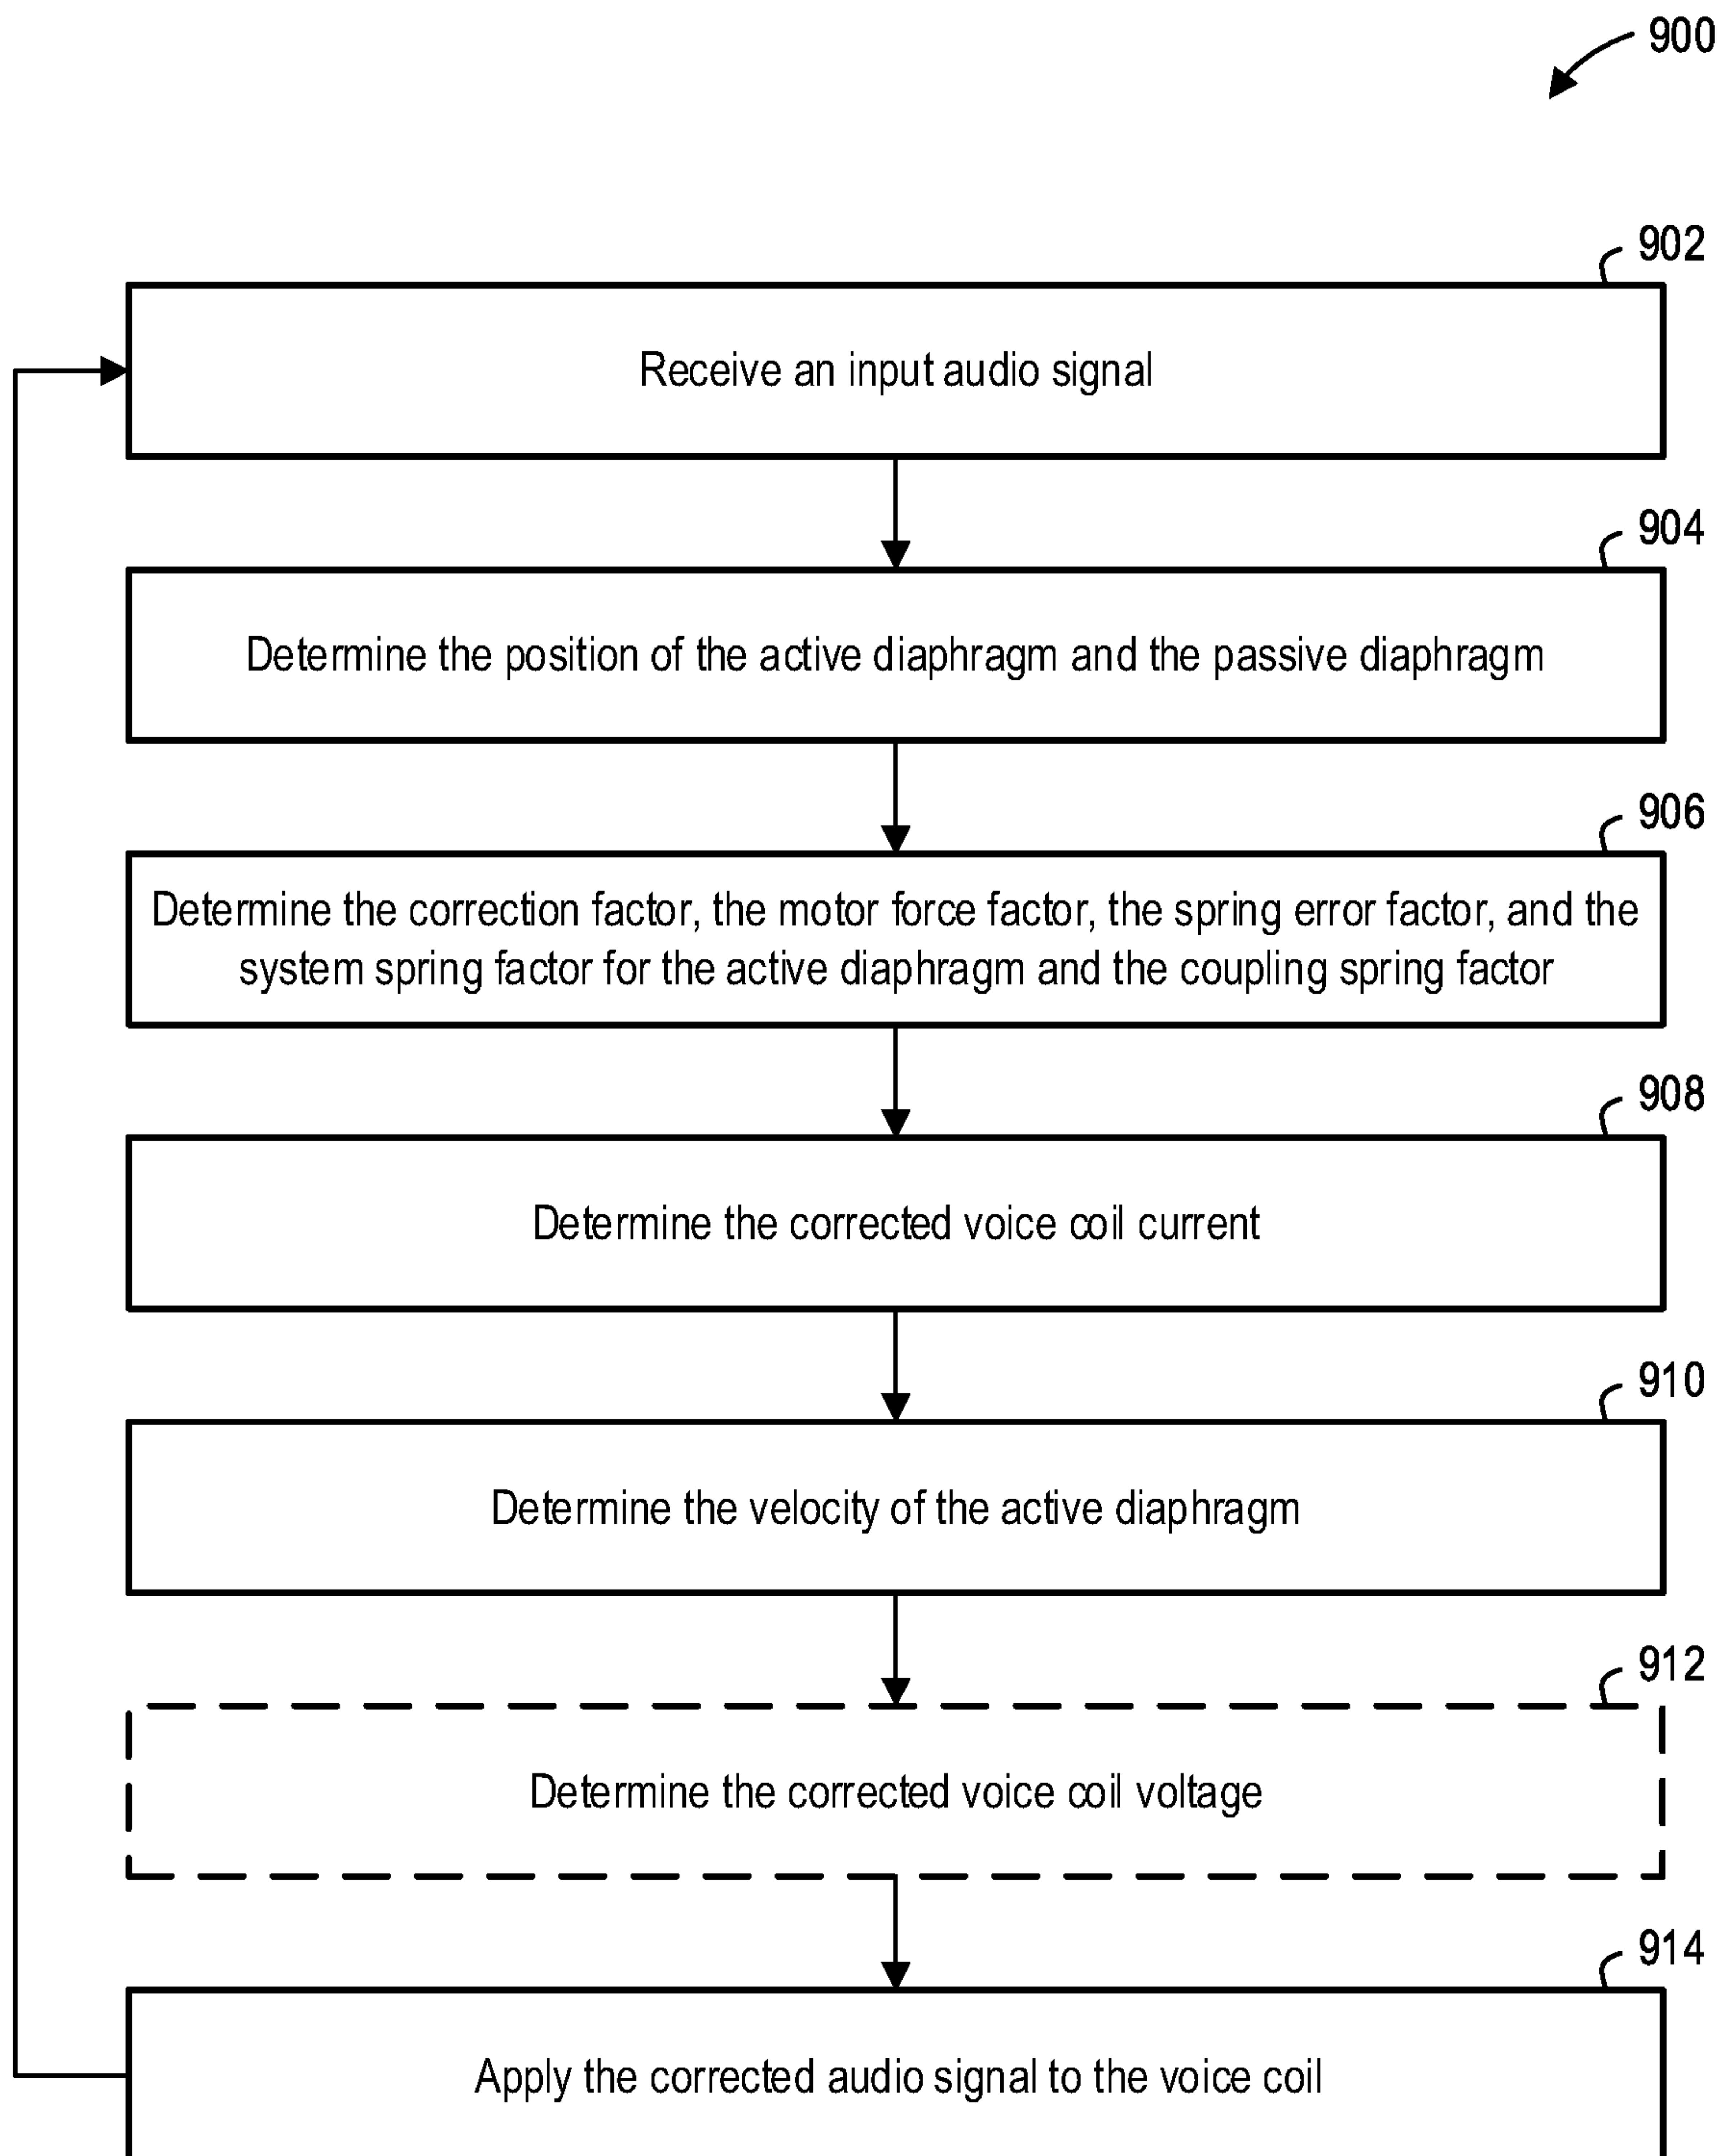 900
902
Receive an input audio signal
904
Determine the position of the active diaphragm and the passive diaphragm
906
Determine the correction factor, the motor force factor, the spring error factor, and the
system spring factor for the active diaphragm and the coupling spring factor
908
Determine the corrected voice coil current
910
Determine the velocity of the active diaphragm
912
Determine the corrected voice coil voltage
914
Apply the corrected audio signal to the voice coil